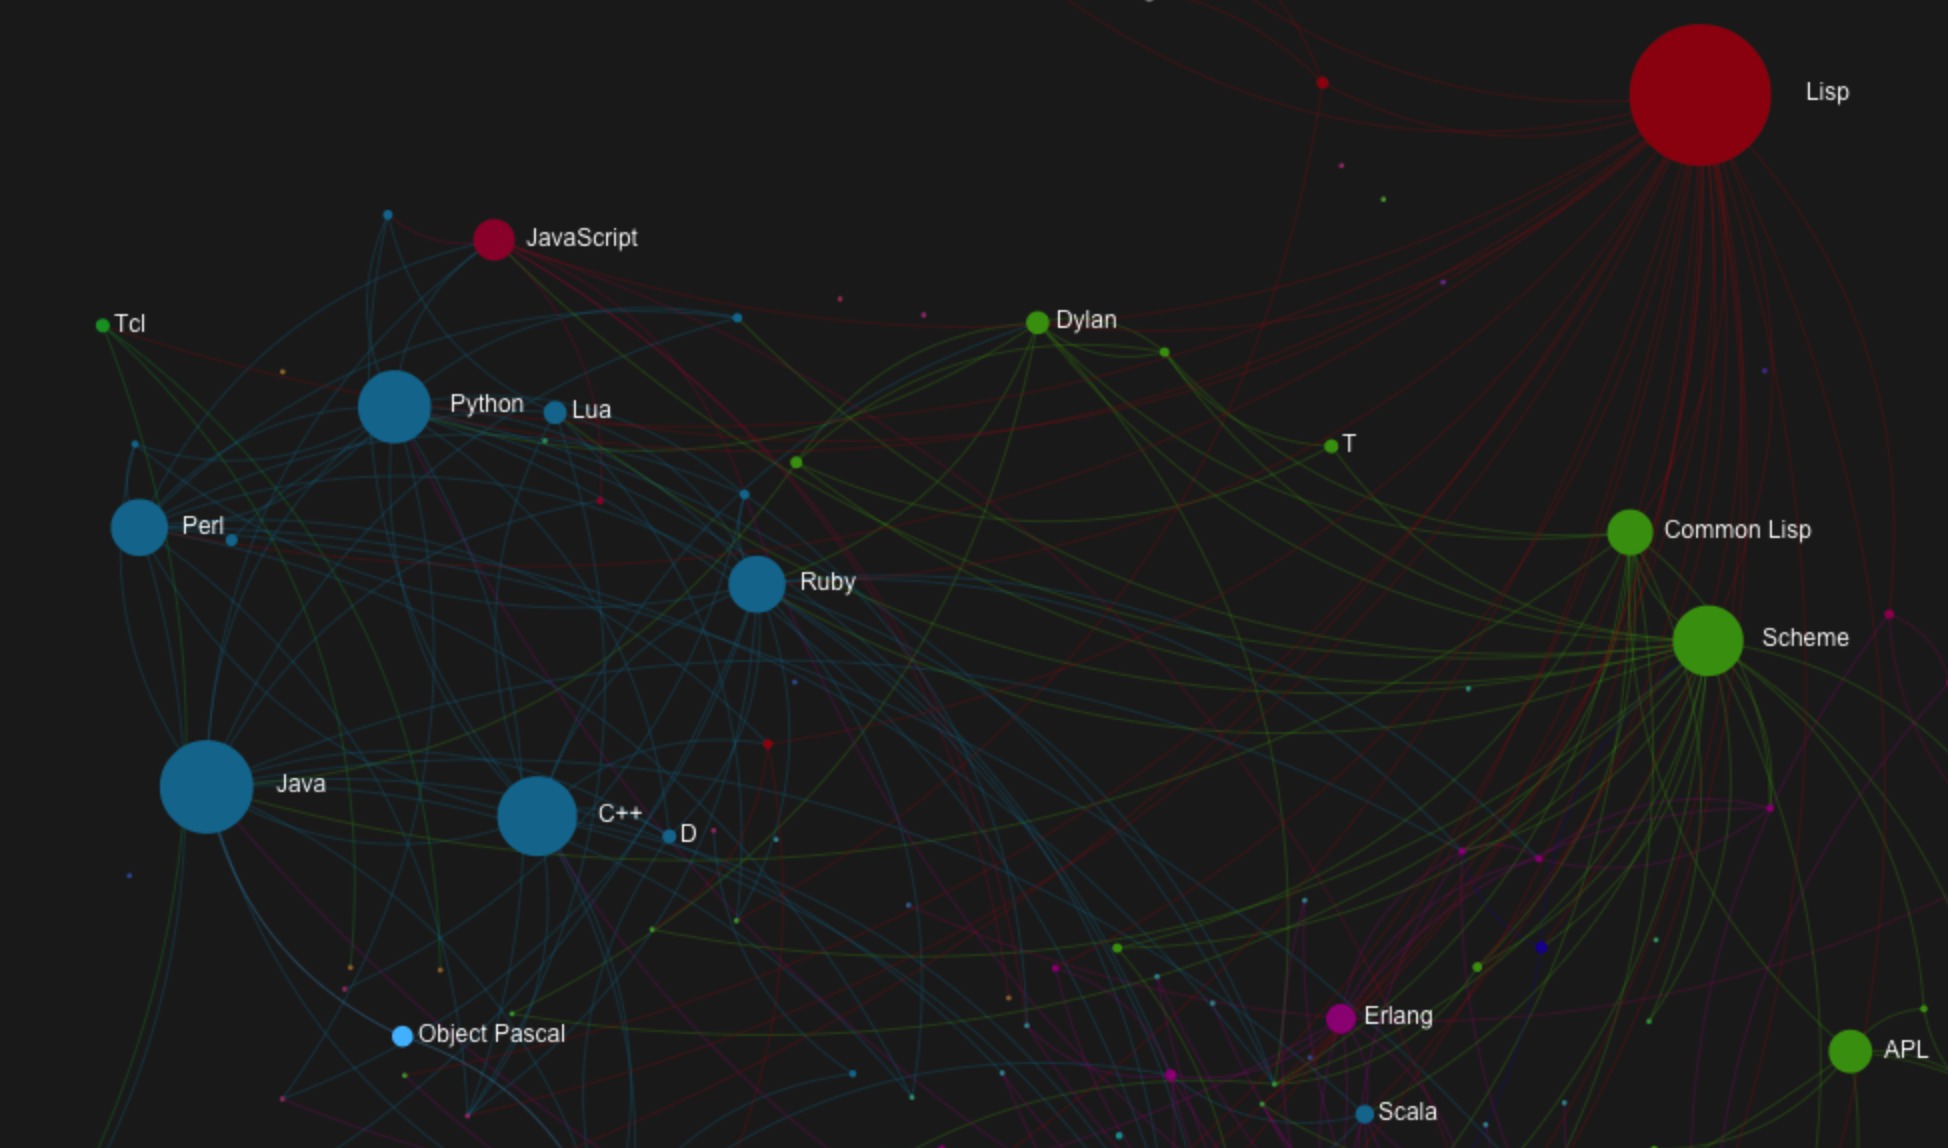 Lisp
JavaScript
Tcl
Dylan
Python
Lua
T
Perl
Common Lisp
Ruby
Scheme
Java
C++
D
Erlang
Object Pascal
APL
Scala